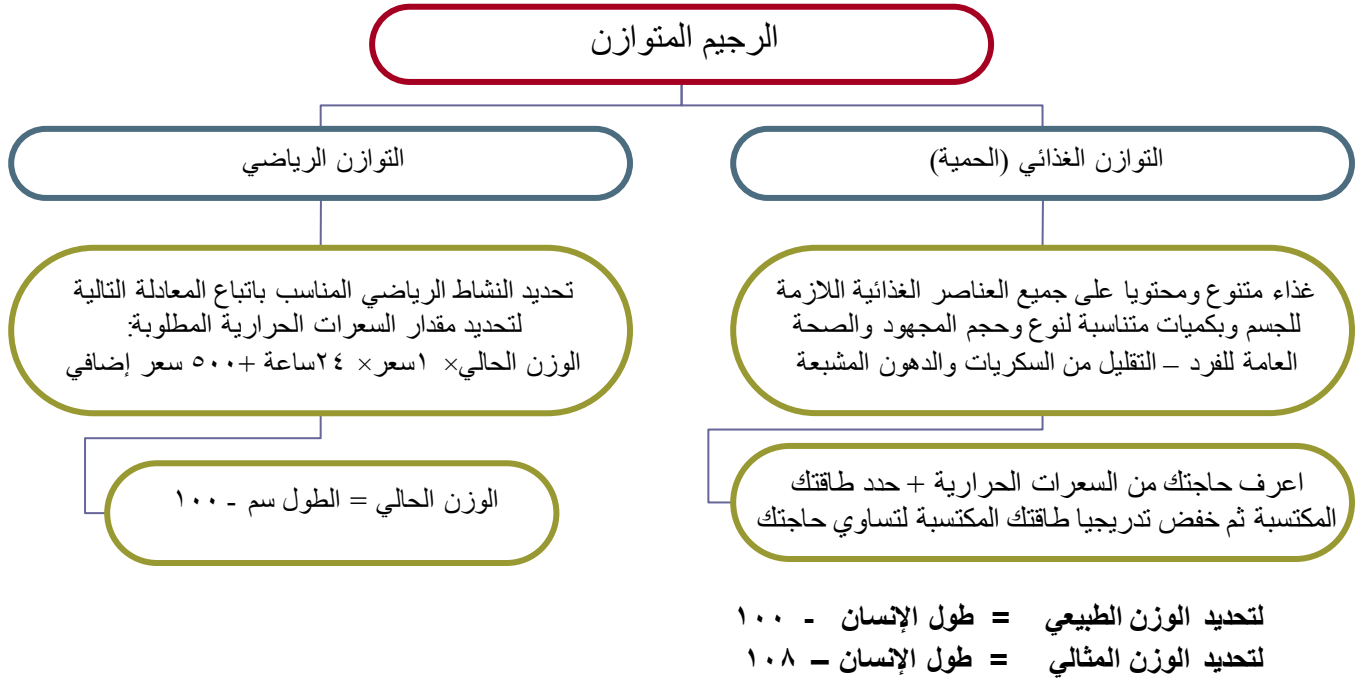 الرجيم المتوازن
التوازن الغذائي (الحمية)
غذاء متنوع ومحتويا على جميع العناصر الغذائية اللازمة
للجسم وبكميات متناسبة لنوع وحجم المجهود والصحة
العامة للفرد – التقليل من السكريات والدهون المشبعة
اعرف حاجتك من السعرات الحرارية + حدد طاقتك
المكتسبة ثم خفض تدريجيا طاقتك المكتسبة لتساوي حاجتك
التوازن الرياضي
تحديد النشاط الرياضي المناسب باتباع المعادلة التالية
لتحديد مقدار السعرات الحرارية المطلوبة:
الوزن الحالي× ١سعر× ٢٤ساعة +٥٠٠ سعر إضافي
الوزن الحالي = الطول سم - ١٠٠
لتحديد الوزن الطبيعي = طول الإنسان - ١٠٠
لتحديد الوزن المثالي = طول الإنسان – ١٠٨